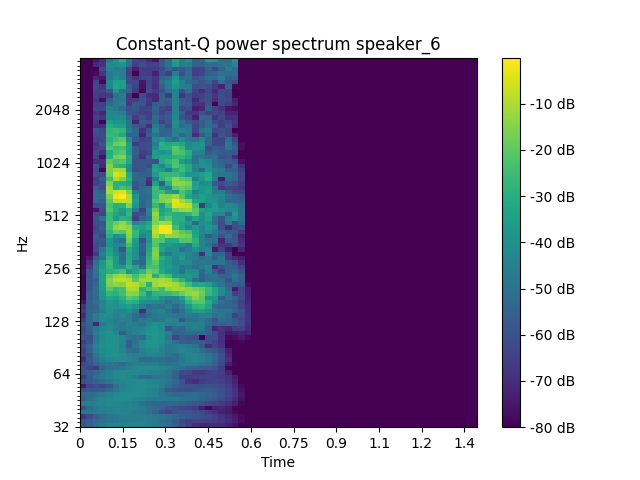 Constant-Q power spectrum speaker_6
2048
1024
512
256
128
64
32
Hz
0 0.15 0.3 0.45 0.6 0.75 0.9 1.1 1.2 1.4
Time
-10 dB
-20 dB
-30 dB
-40 dB
-50 dB
-60 dB
-70 dB
-80 dB